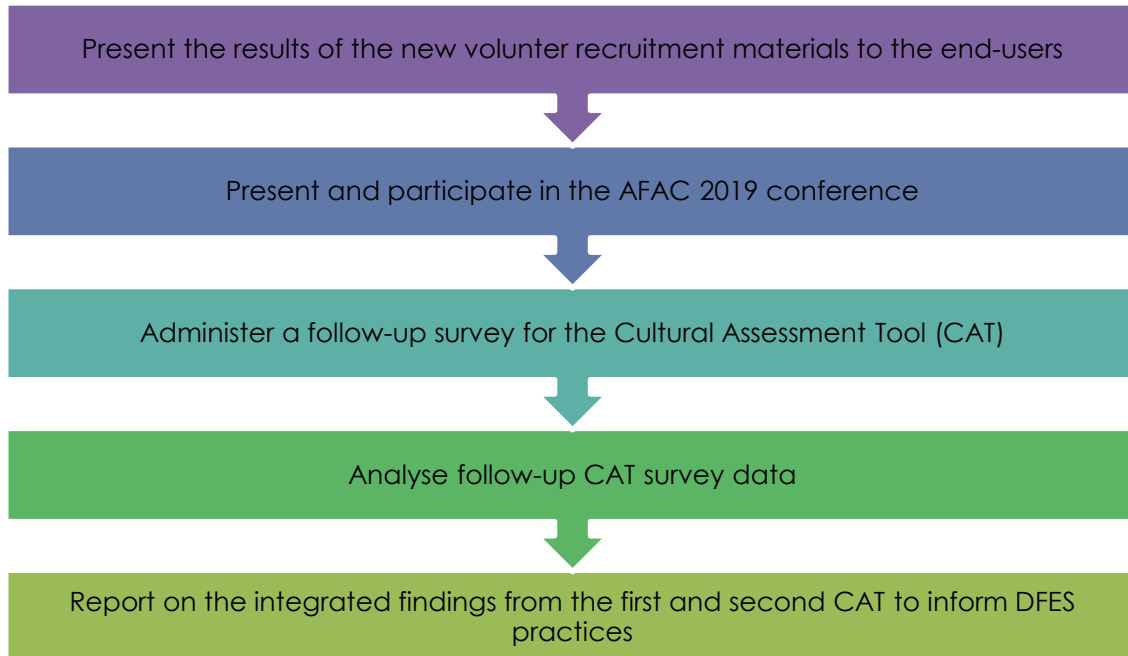 Present the results of the new volunter recruitment materials to the end-users
Present and participate in the AFAC 2019 conference
Administer a follow-up survey for the Cultural Assessment Tool (CAT)
Analyse follow-up CAT survey data
Report on the integrated findings from the first and second CAT to inform DFES
practices